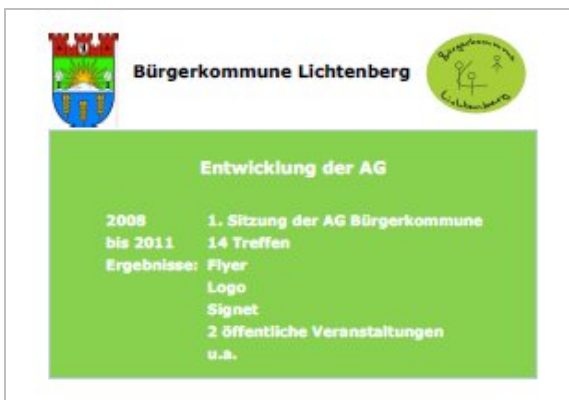 Bürgerkommune Lichtenberg
Bürgerkommune
Lichtenberg
Entwicklung der AG
2008 1. Sitzung der AG Bürgerkommune
bis 2011 14 Treffen
Ergebnisse: Flyer
Logo
Signet
2 öffentliche Veranstaltungen
u.a.